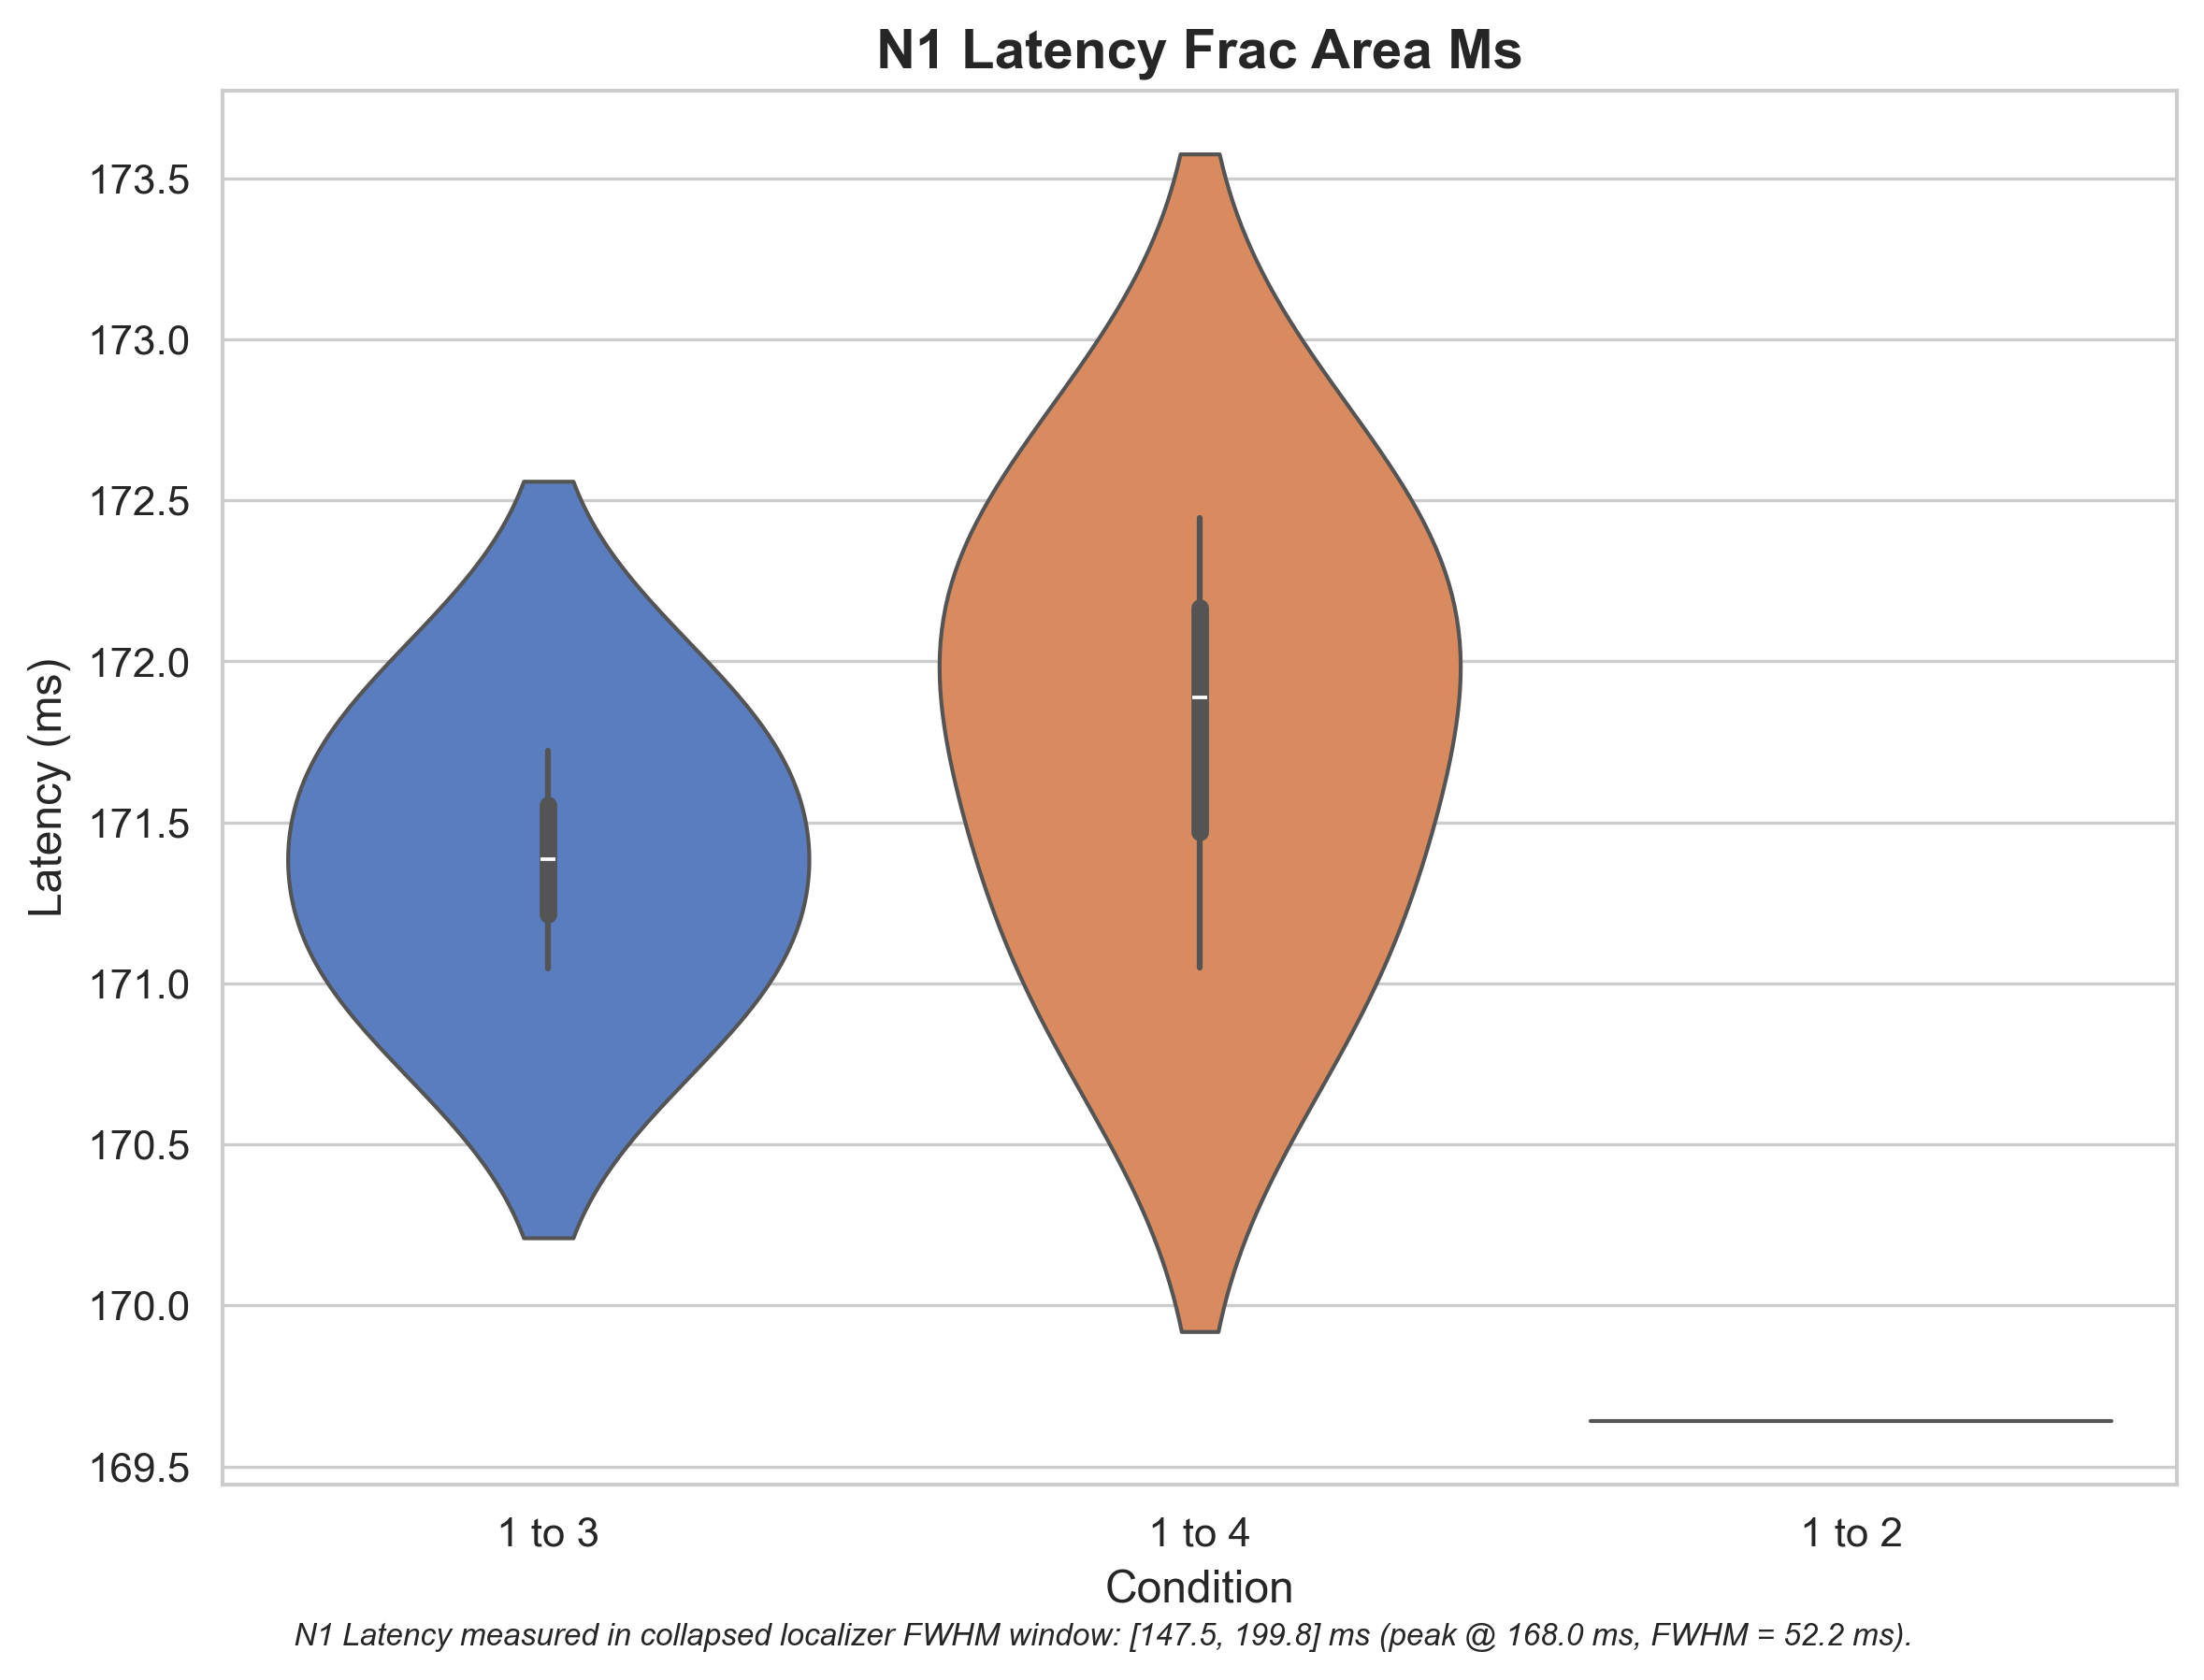 N1 Latency Frac Area Ms
173.5
173.0
172.5
172.0
171.5
171.0
170.5
170.0
169.5
Latency (ms)
1 to 3
1 to 4
1 to 2
Condition
N1 Latency measured in collapsed localizer FWHM window: [147.5, 199.8] ms (peak @ 168.0 ms, FWHM = 52.2 ms).